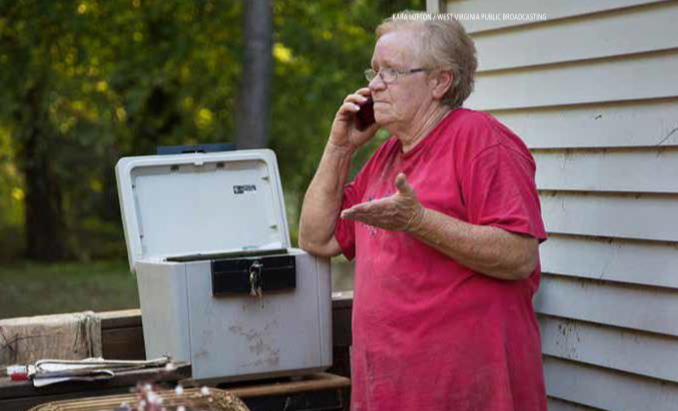 KARA LOFTON / WEST VIRGINIA PUBLIC BROADCASTING